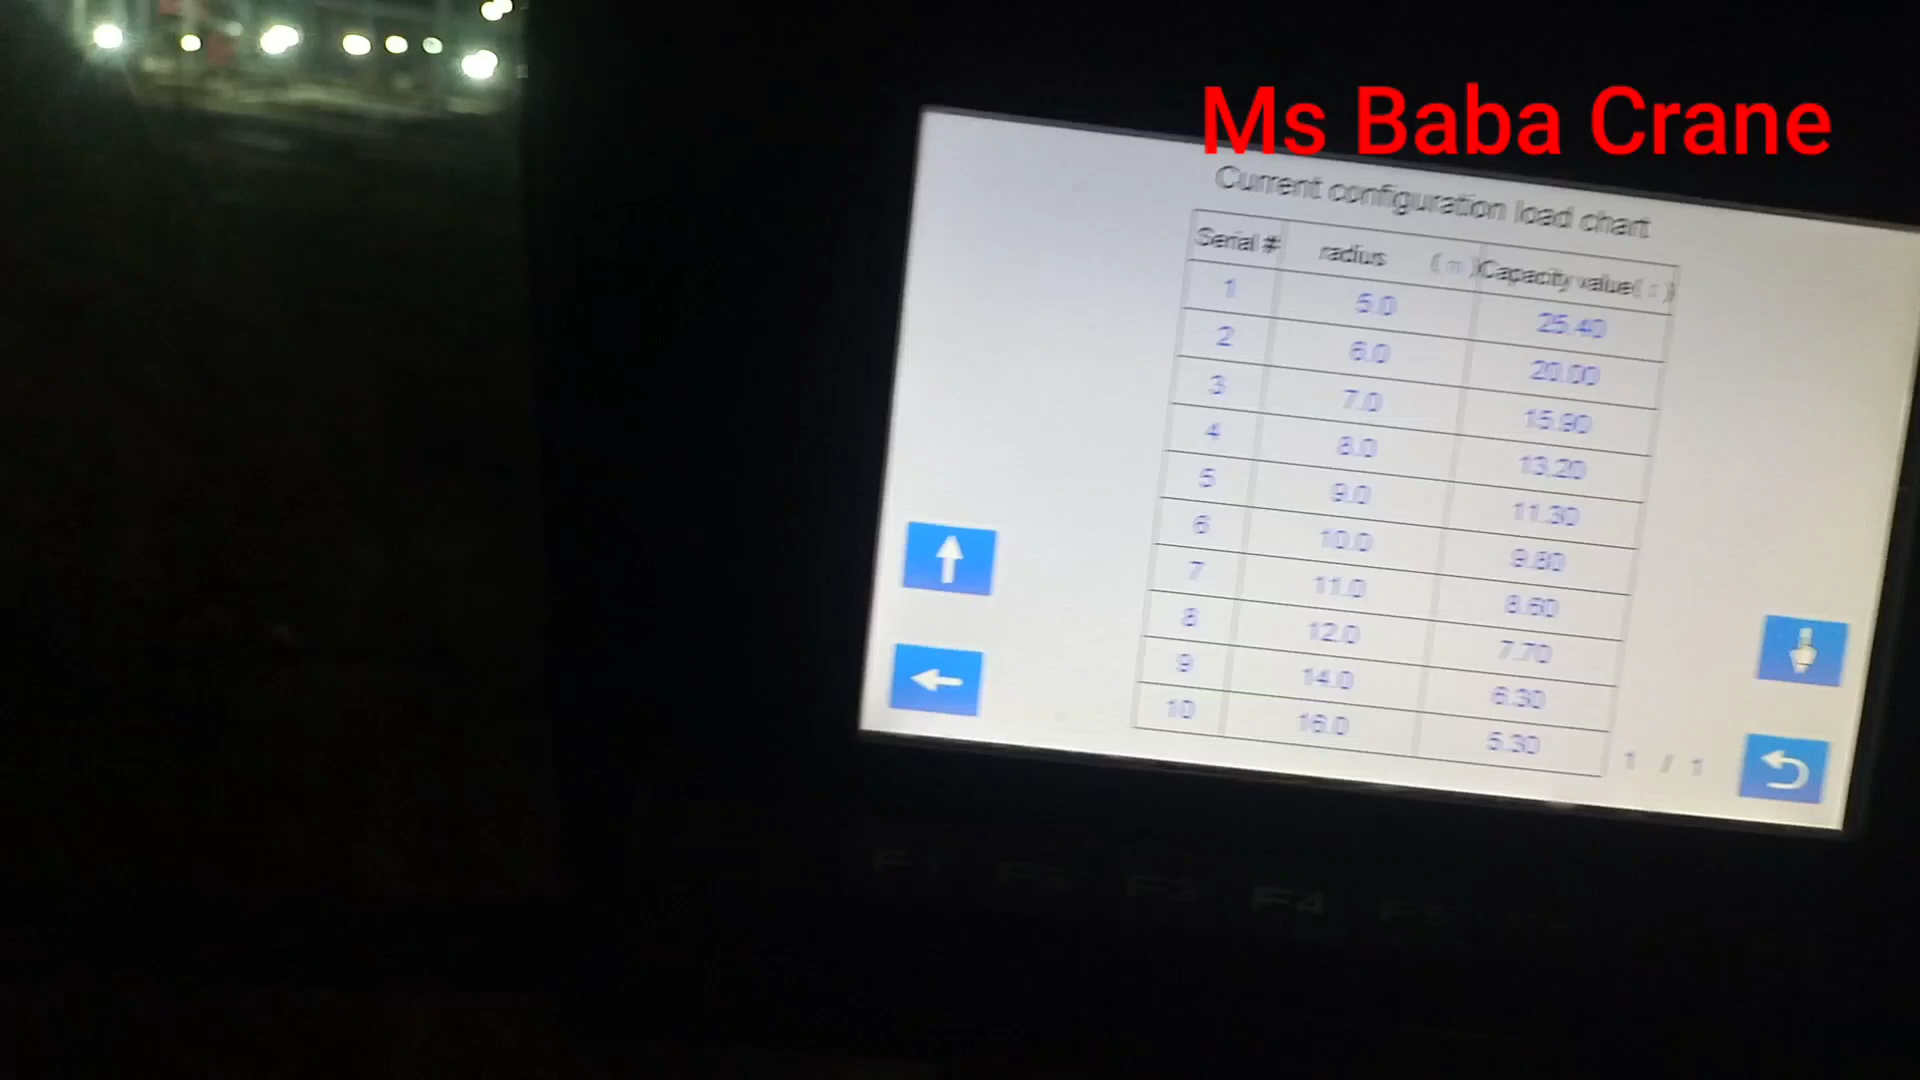 Ms Baba Crane
Current configuration load chart
Serial # radius (m) Capacity value(t)
1 5.0 25.40
2 6.0 20.00
3 7.0 15.90
4 8.0 13.20
5 9.0 11.30
6 10.0 9.80
7 11.0 8.60
8 12.0 7.70
9 14.0 6.30
10 16.0 5.30
1 / 1
F1 F2 F3 F4 F5